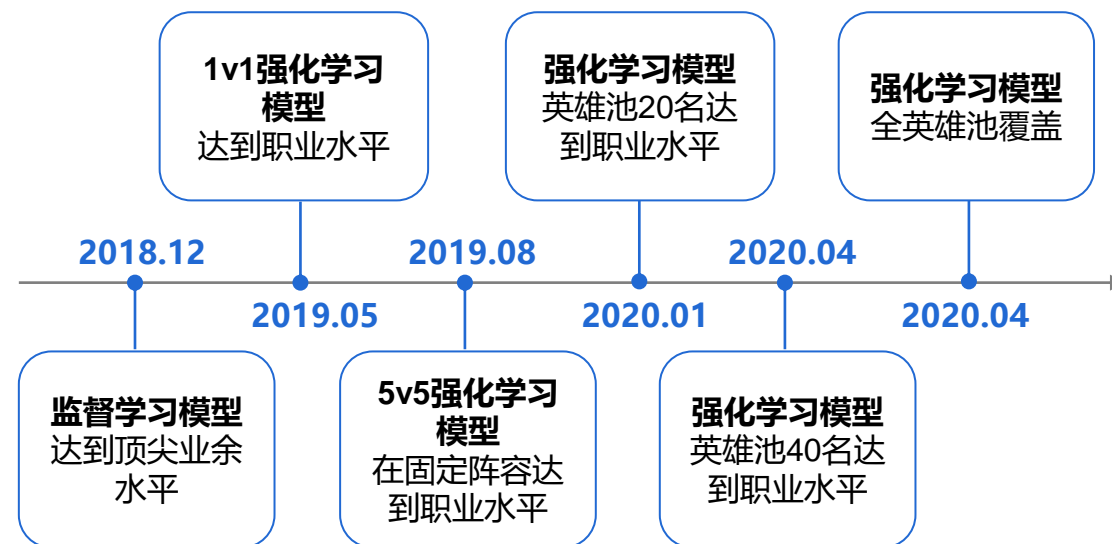 1v1强化学习
模型
达到职业水平
强化学习模型
英雄池20名达
到职业水平
强化学习模型
全英雄池覆盖
2018.12
2019.08
2020.04
2019.05
2020.01
2020.04
监督学习模型
达到顶尖业余
水平
5v5强化学习
模型
在固定阵容达
到职业水平
强化学习模型
英雄池40名达
到职业水平